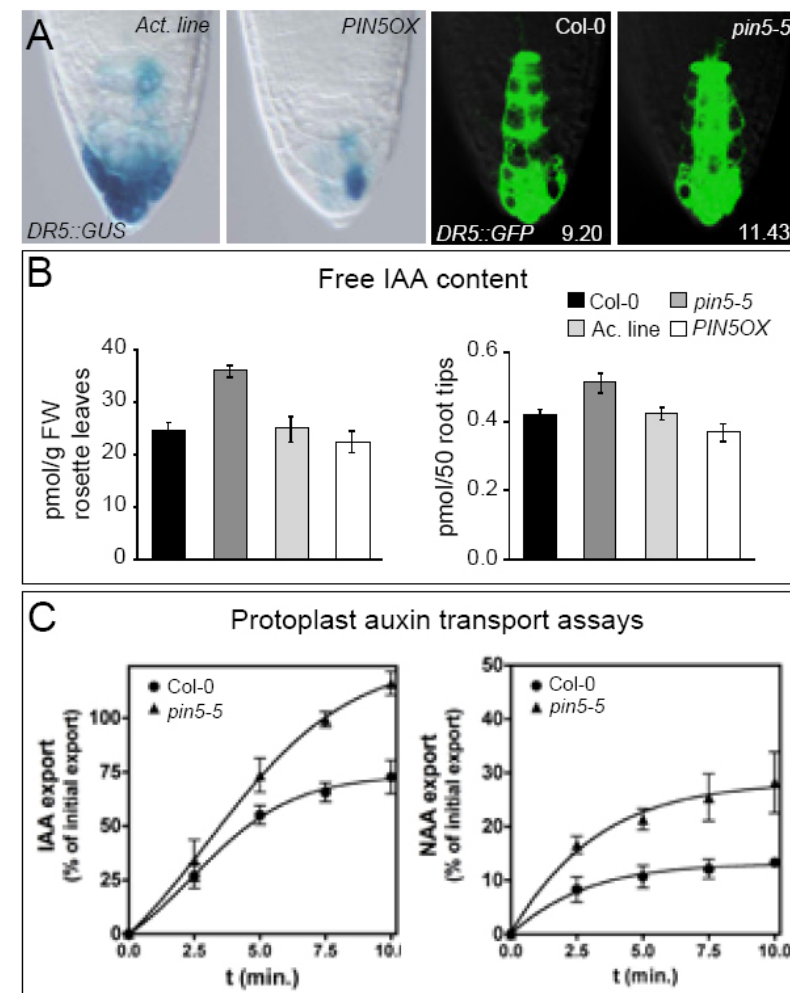 A
Act. line
PIN5OX
Col-0
pin5-5
DR5::GUS
DR5::GFP 9.20
11.43
B
Free IAA content
Col-0
pin5-5
Ac. line
PIN5OX
pmol/g FW
rosette leaves
40
30
20
10
0
pmol/50 root tips
0.6
0.4
0.2
0.0
C
Protoplast auxin transport assays
Col-0
pin5-5
IAA export
(% of initial export)
100
75
50
25
0
0.0 2.5 5.0 7.5 10.
t (min.)
Col-0
pin5-5
NAA export
(% of initial export)
50
40
30
20
10
0
0.0 2.5 5.0 7.5 10.0
t (min.)